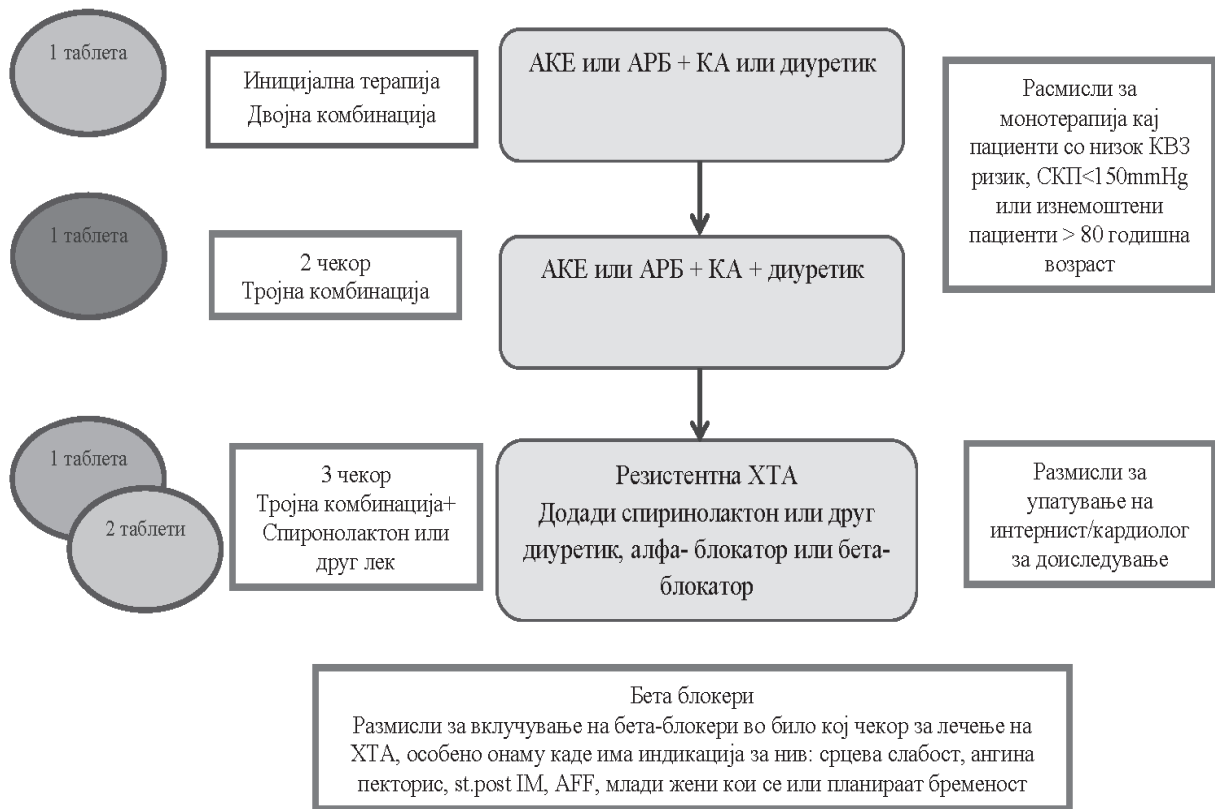 1 таблета
Иницијална терапија
Двојна комбинација
АКЕ или АРБ + КА или диуретик
Расмисли за
монотерапија кај
пациенти со низок КВЗ
ризик, СКП<150mmHg
или изнемоштени
пациенти > 80 годишна
возраст
1 таблета
2 чекор
Тројна комбинација
АКЕ или АРБ + КА + диуретик
1 таблета
2 таблети
3 чекор
Тројна комбинација+
Спиронолактон или
друг лек
Резистентна ХТА
Додади спиринолактон или друг
диуретик, алфа- блокатор или бета-
блокатор
Размисли за
упатување на
интернист/кардиолог
за доиследување
Бета блокери
Размисли за вклучување на бета-блокери во било кој чекор за лечење на
ХТА, особено онаму каде има индикација за нив: срцева слабост, ангина
пекторис, st.post IM, AFF, млади жени кои се или планираат бременост